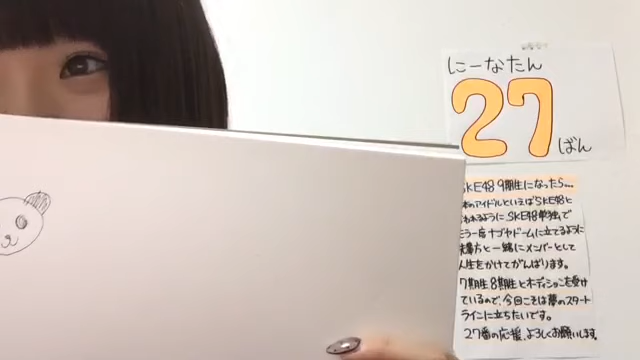 にーなたん
27
ばん
SKE48 9期生になったら…
のアイドルといえばSKE48と
われるように SKE48単独で
もう一度ナゴヤドームに立てるように
先輩方と一緒にメンバーとして
人生をかけてがんばります。
7期生8期生とオーディションを受け
ているので、今回こそは夢のスタート
ラインに立ちたいです。
27番の応援、よろしくお願いします。